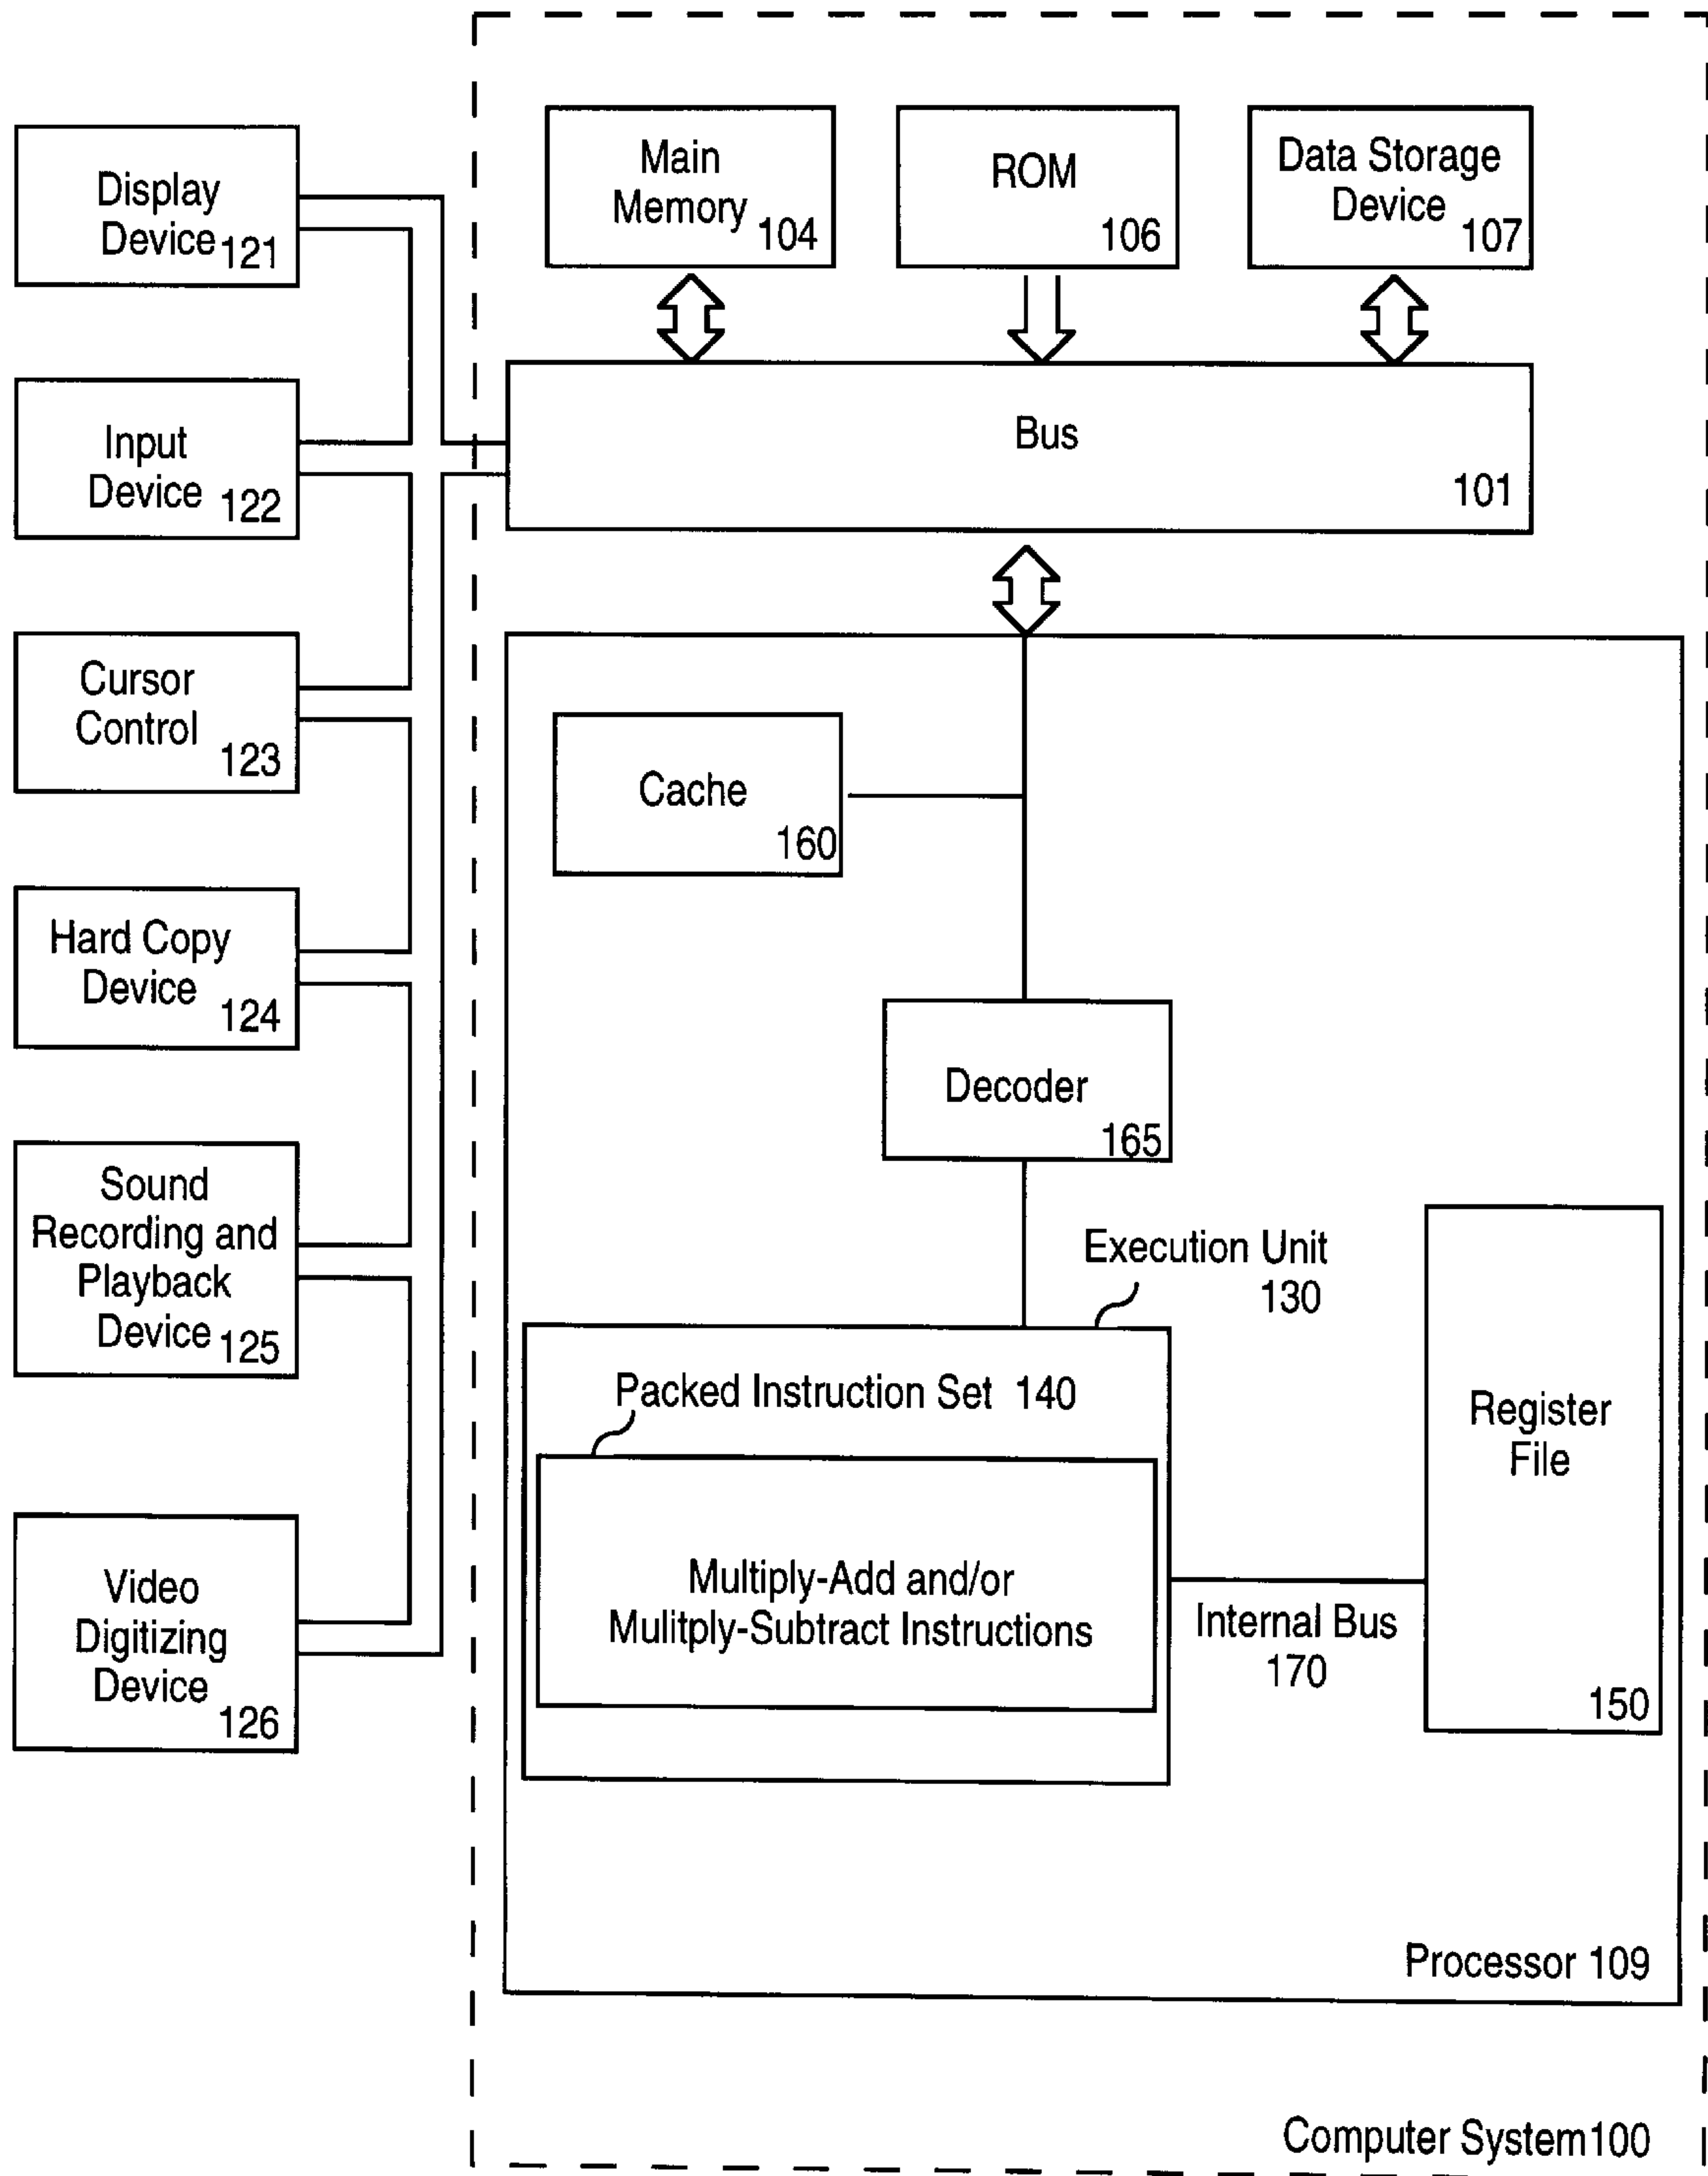 Display
Device 121
Input
Device 122
Cursor
Control
123
Hard Copy
Device
124
Sound
Recording and
Playback
Device 125
Video
Digitizing
Device
126
Main
Memory 104
ROM
106
Data Storage
Device
107
Bus
101
Cache
160
Decoder
165
Execution Unit
130
Packed Instruction Set 140
Multiply-Add and/or
Mulitply-Subtract Instructions
Internal Bus
170
Register
File
150
Processor 109
Computer System100